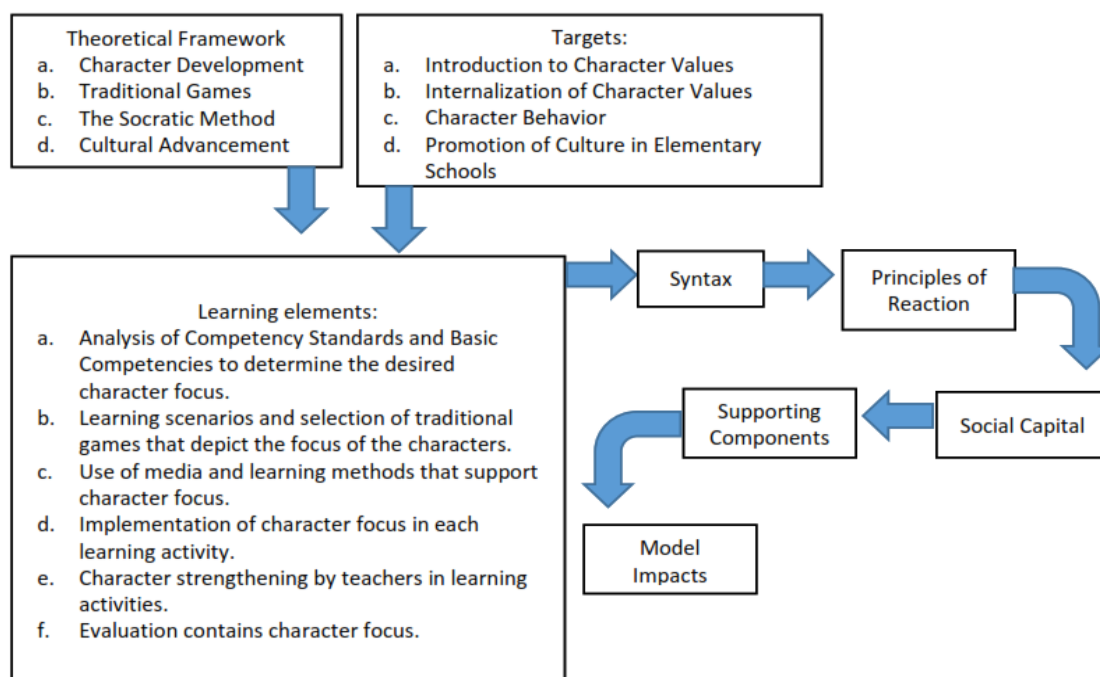 Theoretical Framework
a. Character Development
b. Traditional Games
c. The Socratic Method
d. Cultural Advancement
Targets:
a. Introduction to Character Values
b. Internalization of Character Values
c. Character Behavior
d. Promotion of Culture in Elementary
Schools
Learning elements:
a. Analysis of Competency Standards and Basic
Competencies to determine the desired
character focus.
b. Learning scenarios and selection of traditional
games that depict the focus of the characters.
c. Use of media and learning methods that support
character focus.
d. Implementation of character focus in each
learning activity.
e. Character strengthening by teachers in learning
activities.
f. Evaluation contains character focus.
Syntax
Principles of
Reaction
Social Capital
Supporting
Components
Model
Impacts